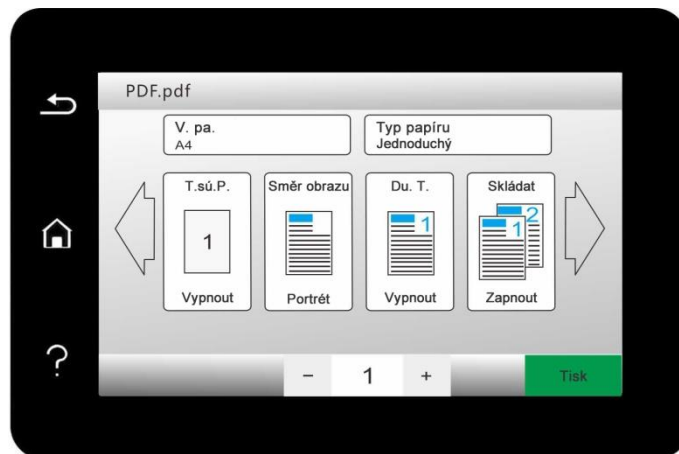 PDF.pdf
V. pa.
A4
Typ papíru
Jednoduchý
T.sú.P.
1
Vypnout
Směr obrazu
Portrét
Du. T.
1
Vypnout
Skládat
1
2
Zapnout
?
− 1 +
Tisk